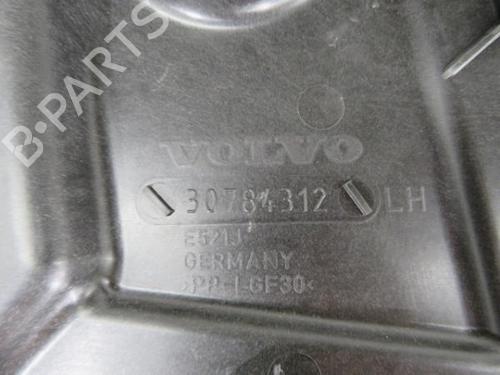 B·PARTS
VOLVO
30784312 LH
E521J
GERMANY
>PP-LGF30<